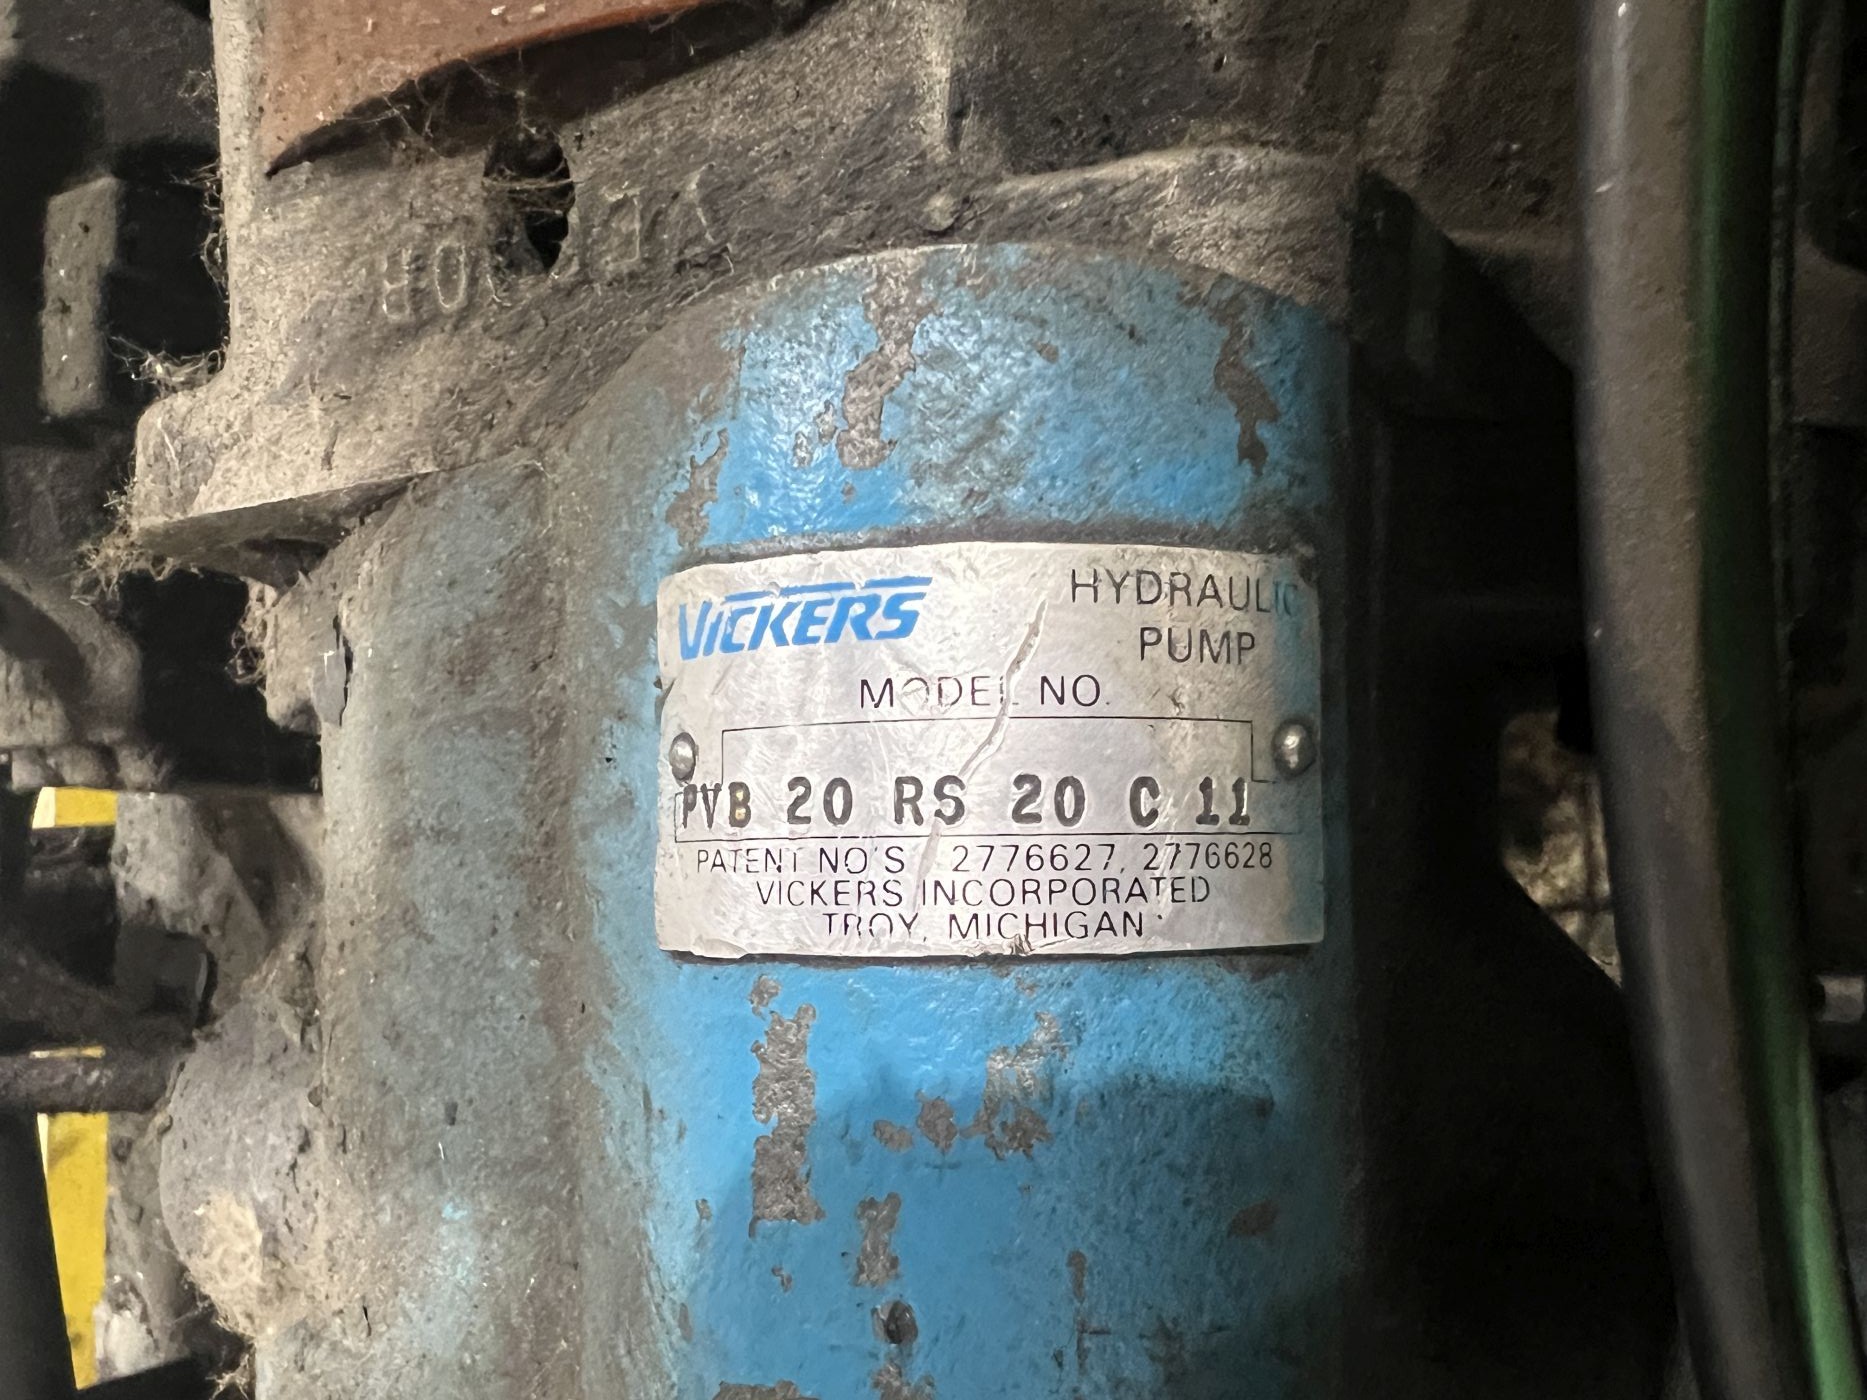 VICKERS
HYDRAULIC
PUMP
MODEL NO.
PVB 20 RS 20 C 11
PATENT NO'S 2776627, 2776628
VICKERS INCORPORATED
TROY, MICHIGAN